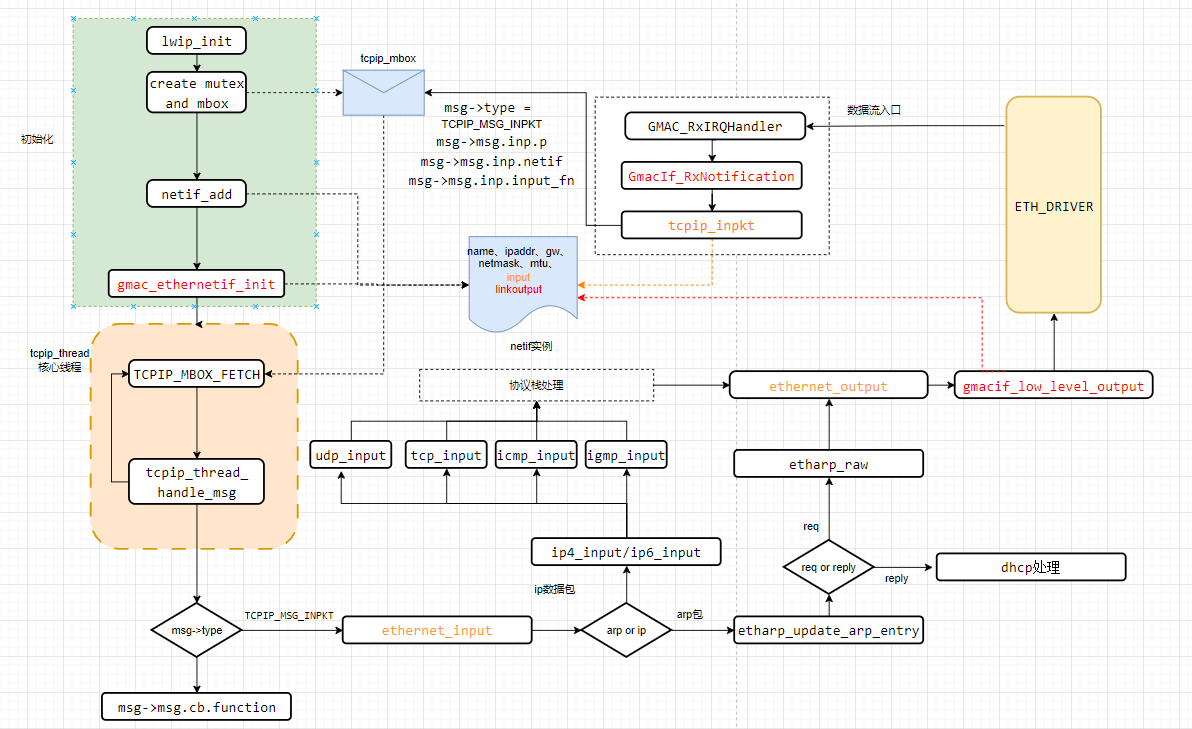 lwip_init
create mutex
and mbox
初始化
netif_add
gmac_ethernetif_init
tcpip_mbox
msg->type =
TCPIP_MSG_INPKT
msg->msg.inp.p
msg->msg.inp.netif
msg->msg.inp.input_fn
GMAC_RxIRQHandler
GmacIf_RxNotification
tcpip_inpkt
数据流入口
ETH_DRIVER
name、ipaddr、gw、
netmask、mtu、
input
linkoutput
netif实例
tcpip_thread
核心线程
TCPIP_MBOX_FETCH
tcpip_thread_
handle_msg
协议栈处理
ethernet_output
gmacif_low_level_output
udp_input
tcp_input
icmp_input
igmp_input
etharp_raw
ip4_input/ip6_input
req
req or reply
reply
dhcp处理
ip数据包
msg->type
TCPIP_MSG_INPKT
ethernet_input
arp or ip
arp包
etharp_update_arp_entry
msg->msg.cb.function